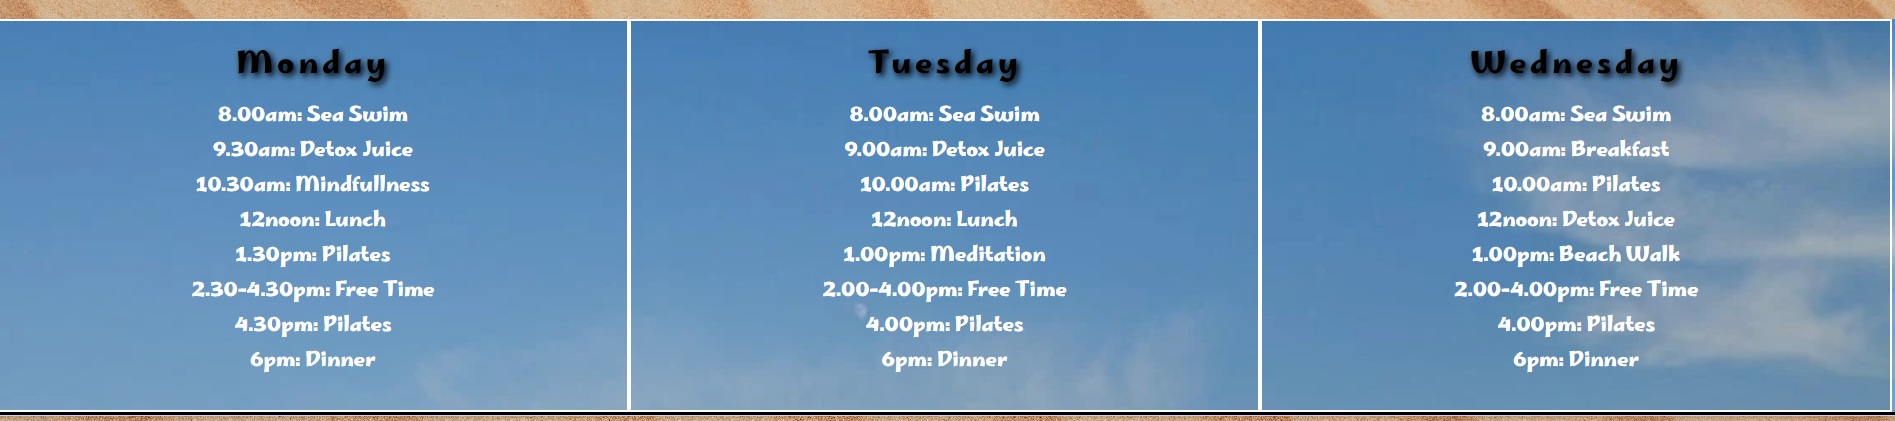 Monday
8.00am: Sea Swim
9.30am: Detox Juice
10.30am: Mindfullness
12noon: Lunch
1.30pm: Pilates
2.30-4.30pm: Free Time
4.30pm: Pilates
6pm: Dinner
Tuesday
8.00am: Sea Swim
9.00am: Detox Juice
10.00am: Pilates
12noon: Lunch
1.00pm: Meditation
2.00-4.00pm: Free Time
4.00pm: Pilates
6pm: Dinner
Wednesday
8.00am: Sea Swim
9.00am: Breakfast
10.00am: Pilates
12noon: Detox Juice
1.00pm: Beach Walk
2.00-4.00pm: Free Time
4.00pm: Pilates
6pm: Dinner